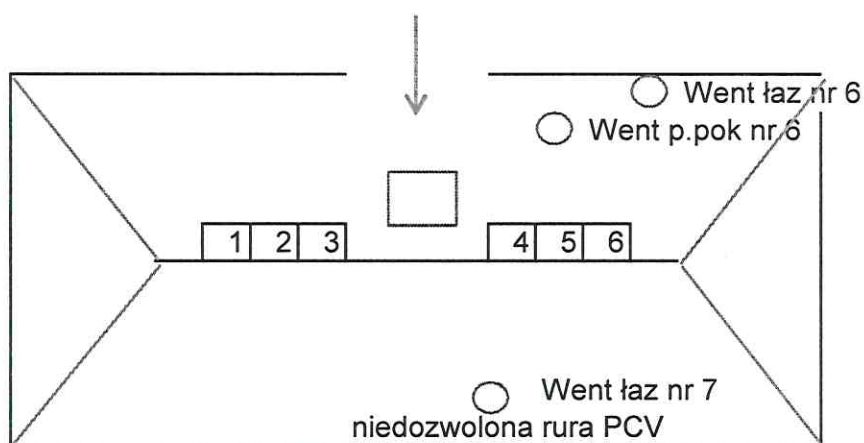 Went łaz nr 6
Went p.pok nr 6
1 2 3 4 5 6
Went łaz nr 7
niedozwolona rura PCV